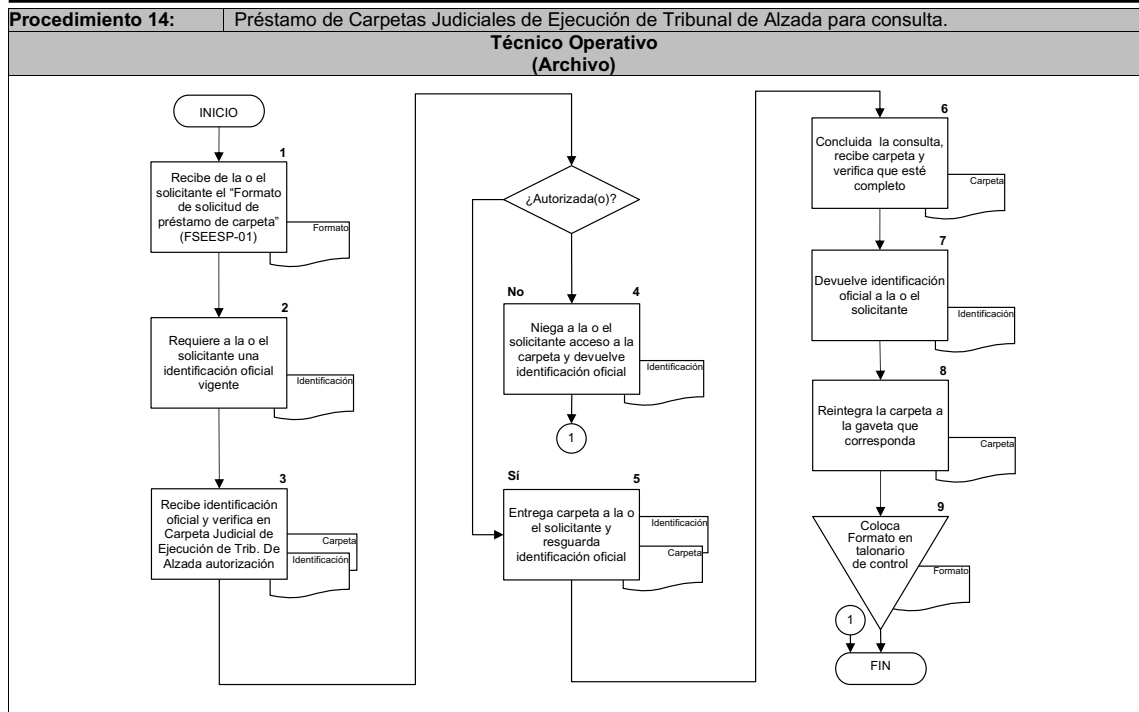 Procedimiento 14: Préstamo de Carpetas Judiciales de Ejecución de Tribunal de Alzada para consulta.
Técnico Operativo
(Archivo)
INICIO
1
Recibe de la o el
solicitante el “Formato
de solicitud de
préstamo de carpeta”
(FSEESP-01)
Formato
2
Requiere a la o el
solicitante una
identificación oficial
vigente
Identificación
3
Recibe identificación
oficial y verifica en
Carpeta Judicial de
Ejecución de Trib. De
Alzada autorización
Carpeta
Identificación
¿Autorizada(o)?
No
4
Niega a la o el
solicitante acceso a la
carpeta y devuelve
identificación oficial
Identificación
1
Sí
5
Entrega carpeta a la o
el solicitante y
resguarda
identificación oficial
Identificación
Carpeta
6
Concluida la consulta,
recibe carpeta y
verifica que esté
completo
Carpeta
7
Devuelve identificación
oficial a la o el
solicitante
Identificación
8
Reintegra la carpeta a
la gaveta que
corresponda
Carpeta
9
Coloca
Formato en
talonario
de control
Formato
1
FIN